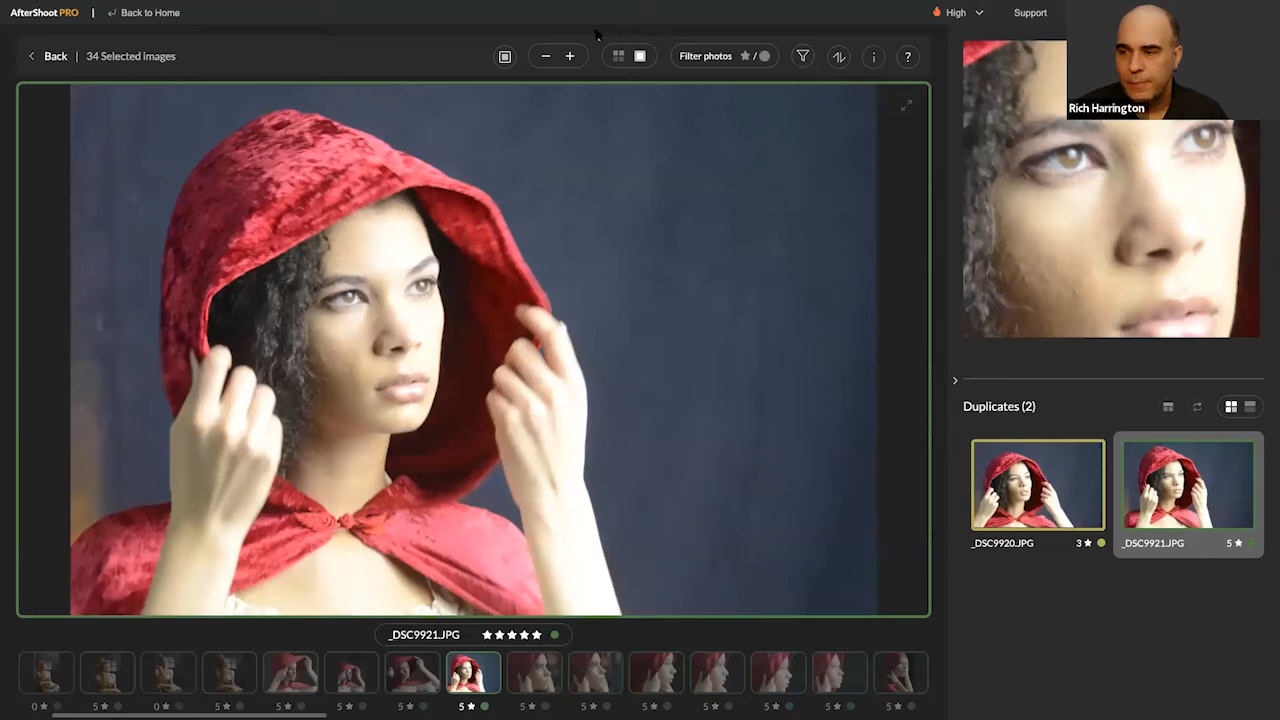 AfterShoot PRO | Back to Home High Support
Back 34 Selected images Filter photos /
Rich Harrington
Duplicates (2)
_DSC9920.JPG 3 _DSC9921.JPG 5
_DSC9921.JPG
0 5 0 5 5 5 5 5 5 5 5 5 5 5 5